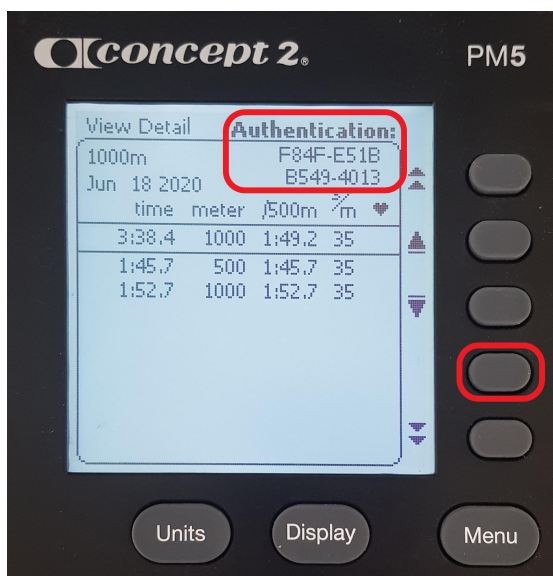 concept 2® PM5
View Detail Authentication:
1000m F84F-E51B
Jun 18 2020 B549-4013
time meter /500m s/m ♥
3:38.4 1000 1:49.2 35
1:45.7 500 1:45.7 35
1:52.7 1000 1:52.7 35
Units Display Menu